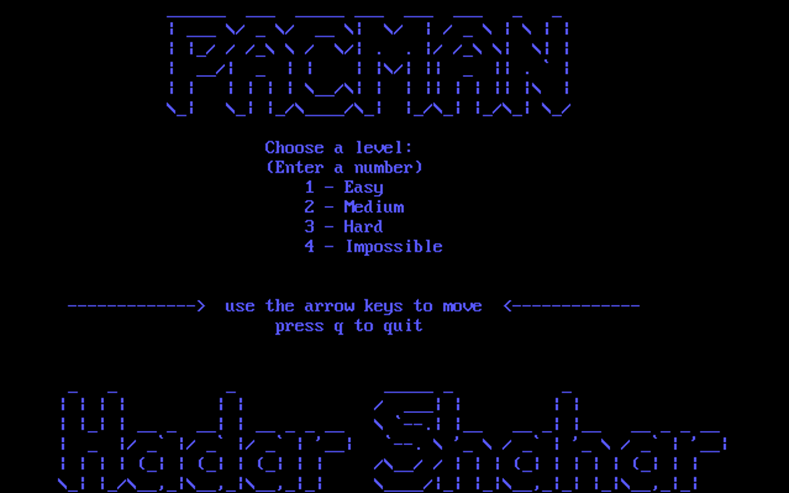 PACMAN
Choose a level:
(Enter a number)
1 - Easy
2 - Medium
3 - Hard
4 - Impossible
-------------> use the arrow keys to move <-------------
press q to quit
Hadar Shahar